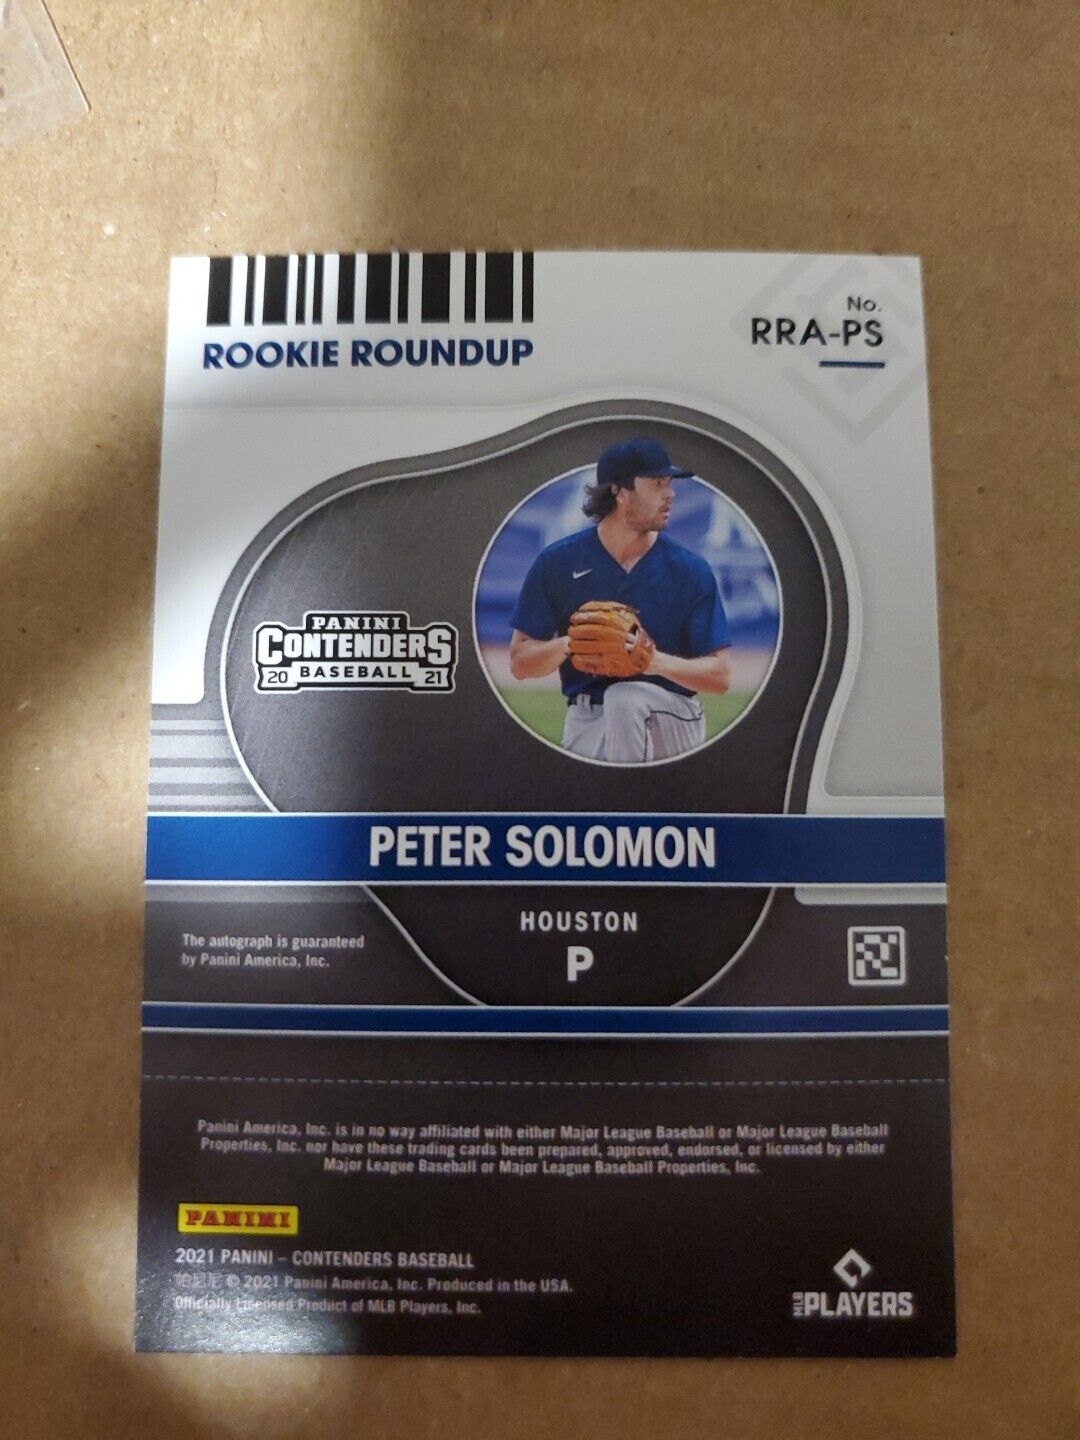 ROOKIE ROUNDUP
No.
RRA-PS
PANINI
CONTENDERS
20 BASEBALL 21
PETER SOLOMON
HOUSTON
P
The autograph is guaranteed
by Panini America, Inc.
Panini America, Inc. is in no way affiliated with either Major League Baseball or Major League Baseball
Properties, Inc. nor have these trading cards been prepared, approved, endorsed, or licensed by either
Major League Baseball or Major League Baseball Properties, Inc.
PANINI
2021 PANINI – CONTENDERS BASEBALL
帕尼尼 © 2021 Panini America, Inc. Produced in the USA.
Officially Licensed Product of MLB Players, Inc.
MLB PLAYERS